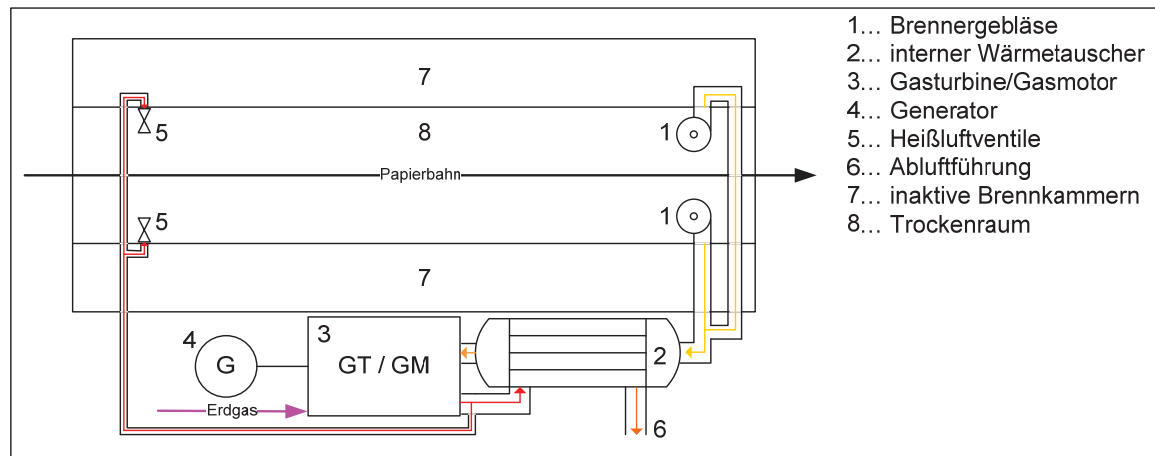 7
5
8
1
Papierbahn
5
1
7
4
G
3
GT / GM
2
Erdgas
6
1… Brennergebläse
2… interner Wärmetauscher
3… Gasturbine/Gasmotor
4… Generator
5… Heißluftventile
6… Abluftführung
7… inaktive Brennkammern
8… Trockenraum